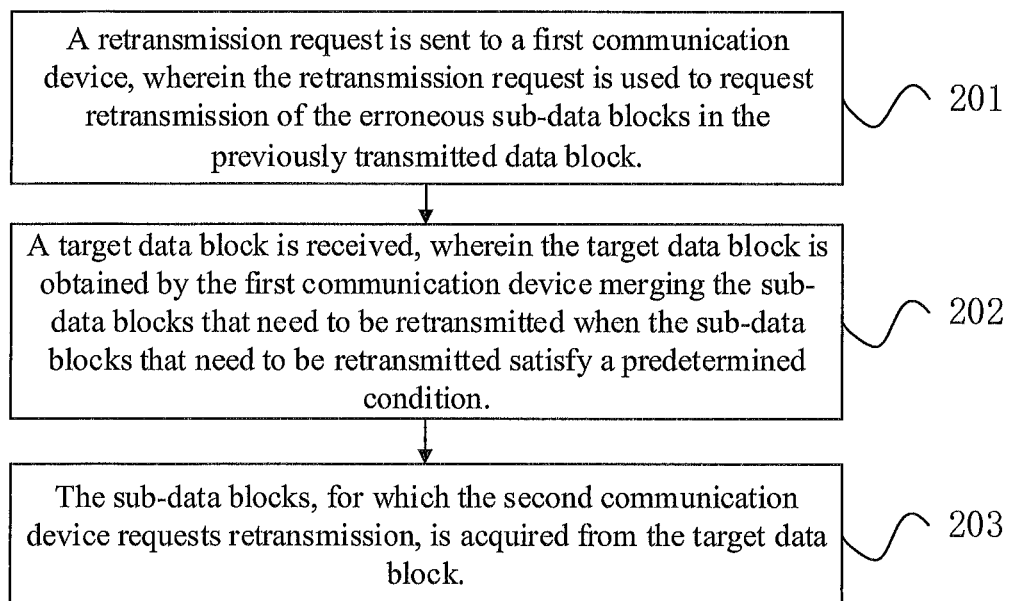 A retransmission request is sent to a first communication
device, wherein the retransmission request is used to request
retransmission of the erroneous sub-data blocks in the
previously transmitted data block.
201
A target data block is received, wherein the target data block is
obtained by the first communication device merging the sub-
data blocks that need to be retransmitted when the sub-data
blocks that need to be retransmitted satisfy a predetermined
condition.
202
The sub-data blocks, for which the second communication
device requests retransmission, is acquired from the target data
block.
203